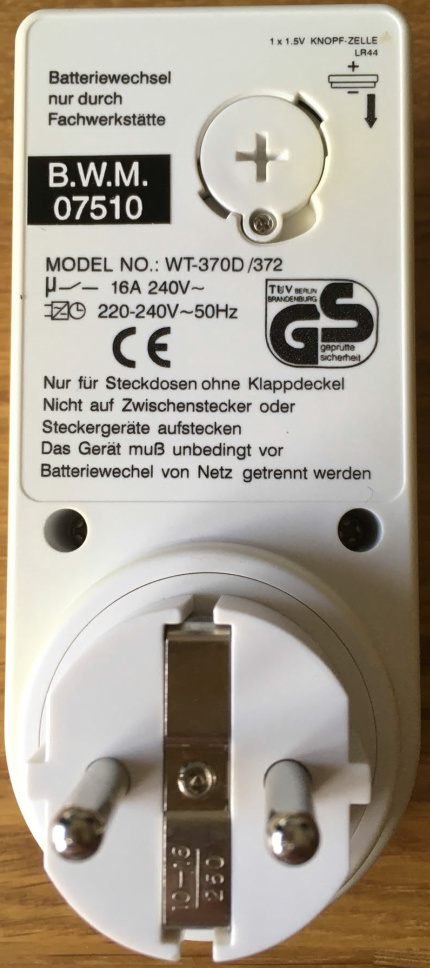 1 x 1.5V KNOPF-ZELLE
LR44
+
−
Batteriewechsel
nur durch
Fachwerkstätte
B.W.M.
07510
MODEL NO.: WT-370D/372
µ 16A 240V~
220-240V~50Hz
TÜV BERLIN
BRANDENBURG
GS
geprüfte
sicherheit
CE
Nur für Steckdosen ohne Klappdeckel
Nicht auf Zwischenstecker oder
Steckergeräte aufstecken
Das Gerät muß unbedingt vor
Batteriewechel von Netz getrennt werden
10-16
250